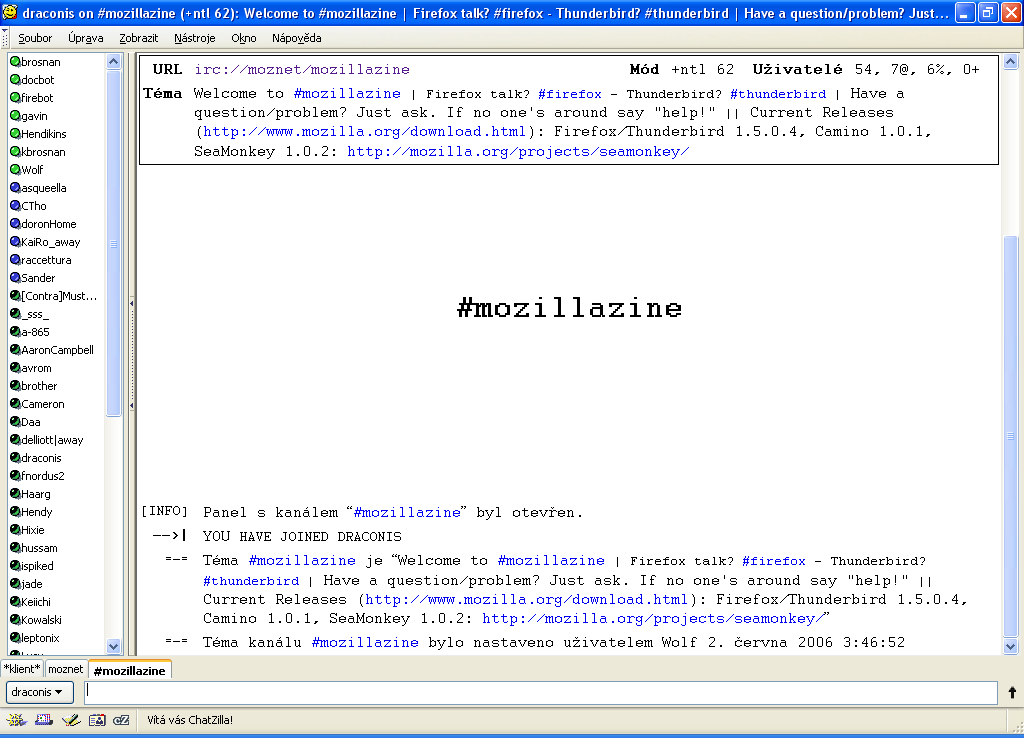 draconis on #mozillazine (+ntl 62): Welcome to #mozillazine | Firefox talk? #firefox - Thunderbird? #thunderbird | Have a question/problem? Just...
Soubor Úprava Zobrazit Nástroje Okno Nápověda
brosnan
docbot
firebot
gavin
Hendikins
kbrosnan
Wolf
asqueella
CTho
doronHome
KaiRo_away
raccettura
Sander
[Contra]Must...
_sss_
a-865
AaronCampbell
avrom
brother
Cameron
Daa
delliott|away
draconis
fnordus2
Haarg
Hendy
Hixie
hussam
ispiked
jade
Keiichi
Kowalski
leptonix
URL irc://moznet/mozillazine Mód +ntl 62 Uživatelé 54, 7@, 6%, 0+
Téma Welcome to #mozillazine | Firefox talk? #firefox - Thunderbird? #thunderbird | Have a
question/problem? Just ask. If no one's around say "help!" || Current Releases
(http://www.mozilla.org/download.html): Firefox/Thunderbird 1.5.0.4, Camino 1.0.1,
SeaMonkey 1.0.2: http://mozilla.org/projects/seamonkey/
#mozillazine
[INFO] Panel s kanálem “#mozillazine” byl otevřen.
-->| YOU HAVE JOINED DRACONIS
=-= Téma #mozillazine je “Welcome to #mozillazine | Firefox talk? #firefox - Thunderbird?
#thunderbird | Have a question/problem? Just ask. If no one's around say "help!" ||
Current Releases (http://www.mozilla.org/download.html): Firefox/Thunderbird 1.5.0.4,
Camino 1.0.1, SeaMonkey 1.0.2: http://mozilla.org/projects/seamonkey/”
=-= Téma kanálu #mozillazine bylo nastaveno uživatelem Wolf 2. června 2006 3:46:52
*klient* moznet #mozillazine
draconis
cZ Vítá vás ChatZilla!